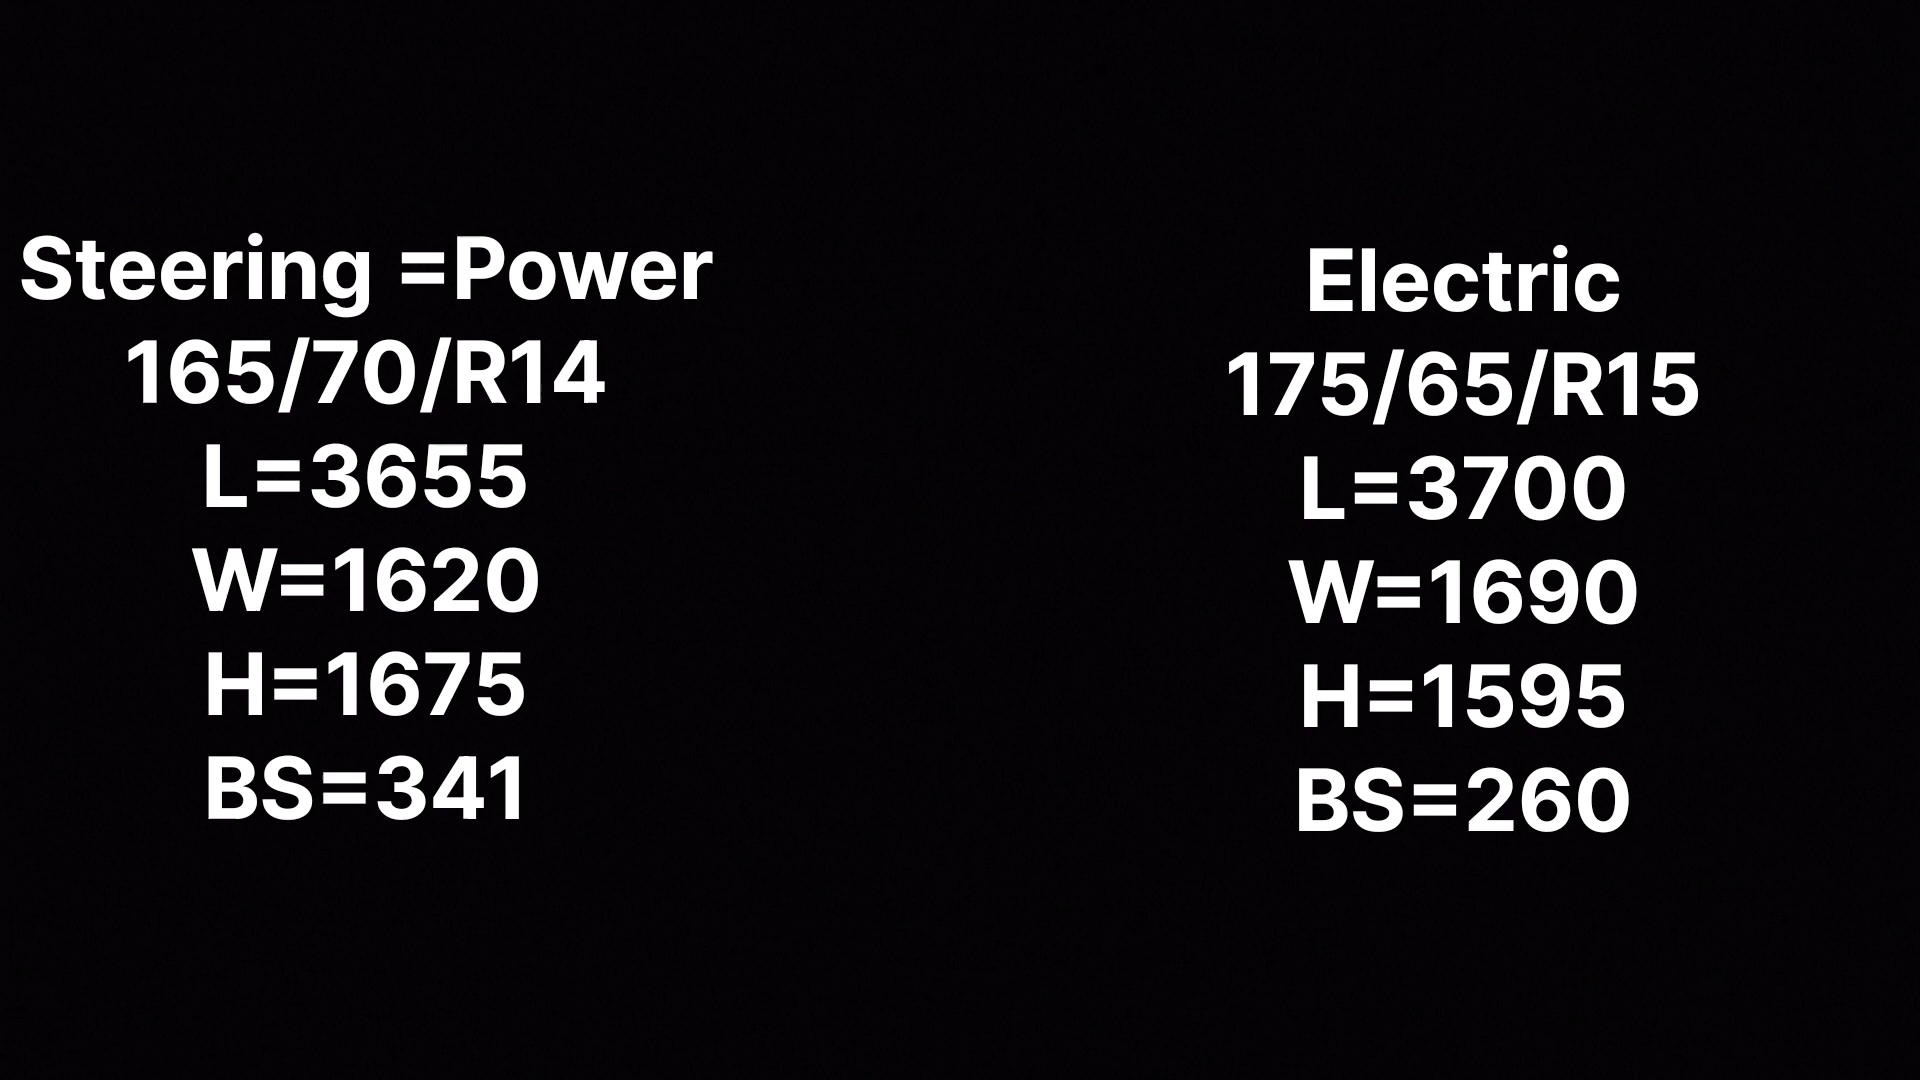 Steering =Power
165/70/R14
L=3655
W=1620
H=1675
BS=341
Electric
175/65/R15
L=3700
W=1690
H=1595
BS=260